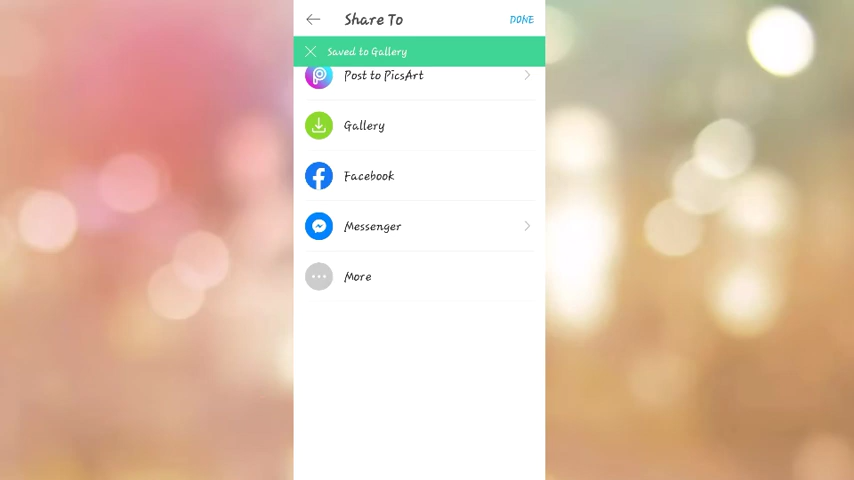 Share To
DONE
Saved to Gallery
Post to PicsArt
Gallery
Facebook
Messenger
More